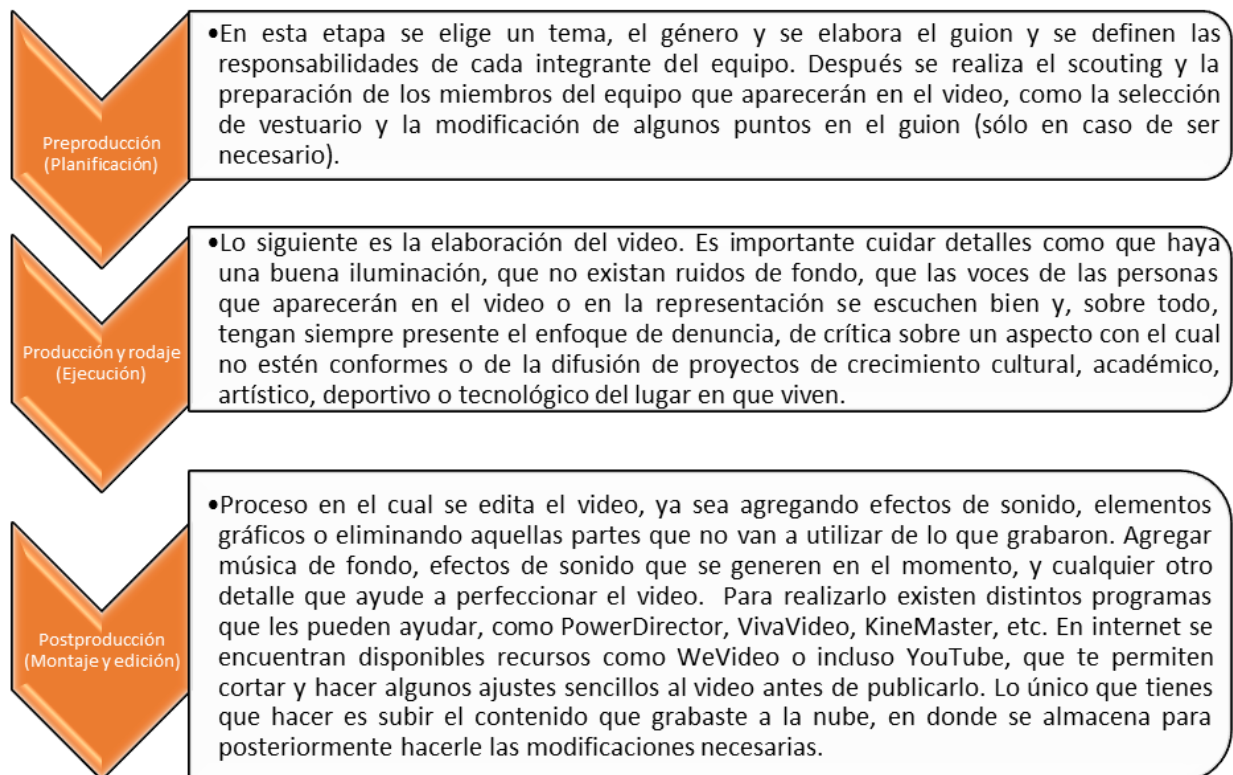 Preproducción
(Planificación)
•En esta etapa se elige un tema, el género y se elabora el guion y se definen las
responsabilidades de cada integrante del equipo. Después se realiza el scouting y la
preparación de los miembros del equipo que aparecerán en el video, como la selección
de vestuario y la modificación de algunos puntos en el guion (sólo en caso de ser
necesario).
Producción y rodaje
(Ejecución)
•Lo siguiente es la elaboración del video. Es importante cuidar detalles como que haya
una buena iluminación, que no existan ruidos de fondo, que las voces de las personas
que aparecerán en el video o en la representación se escuchen bien y, sobre todo,
tengan siempre presente el enfoque de denuncia, de crítica sobre un aspecto con el cual
no estén conformes o de la difusión de proyectos de crecimiento cultural, académico,
artístico, deportivo o tecnológico del lugar en que viven.
Postproducción
(Montaje y edición)
•Proceso en el cual se edita el video, ya sea agregando efectos de sonido, elementos
gráficos o eliminando aquellas partes que no van a utilizar de lo que grabaron. Agregar
música de fondo, efectos de sonido que se generen en el momento, y cualquier otro
detalle que ayude a perfeccionar el video. Para realizarlo existen distintos programas
que les pueden ayudar, como PowerDirector, VivaVideo, KineMaster, etc. En internet se
encuentran disponibles recursos como WeVideo o incluso YouTube, que te permiten
cortar y hacer algunos ajustes sencillos al video antes de publicarlo. Lo único que tienes
que hacer es subir el contenido que grabaste a la nube, en donde se almacena para
posteriormente hacerle las modificaciones necesarias.